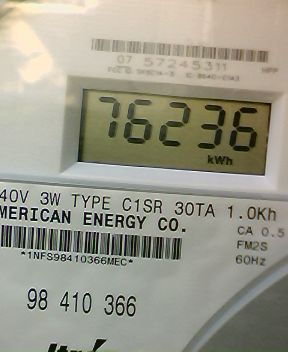 07 57245311 HPP
76236
kWh
40V 3W TYPE C1SR 30TA 1.0Kh
MERICAN ENERGY CO.
CA 0.5
FM2S
*1NFS98410366MEC*
60Hz
98 410 366